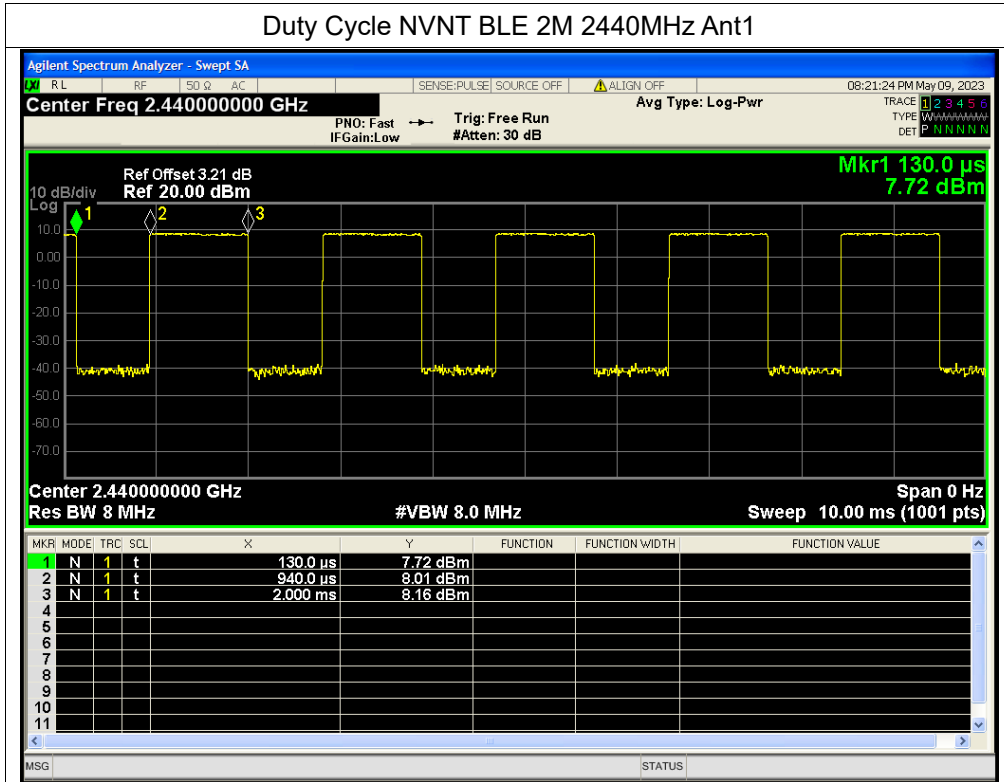 Duty Cycle NVNT BLE 2M 2440MHz Ant1
Agilent Spectrum Analyzer - Swept SA
LXI RL RF 50 Ω AC SENSE:PULSE SOURCE OFF ALIGN OFF 08:21:24 PM May 09, 2023
Center Freq 2.440000000 GHz Avg Type: Log-Pwr TRACE 1 2 3 4 5 6
PNO: Fast Trig: Free Run TYPE WWWWWW
IFGain:Low #Atten: 30 dB DET P N N N N N
Mkr1 130.0 µs
7.72 dBm
Ref Offset 3.21 dB
10 dB/div Ref 20.00 dBm
Log
1 2 3
10.0
0.00
-10.0
-20.0
-30.0
-40.0
-50.0
-60.0
-70.0
Center 2.440000000 GHz Span 0 Hz
Res BW 8 MHz #VBW 8.0 MHz Sweep 10.00 ms (1001 pts)
MKR MODE TRC SCL X Y FUNCTION FUNCTION WIDTH FUNCTION VALUE
1 N 1 t 130.0 µs 7.72 dBm
2 N 1 t 940.0 µs 8.01 dBm
3 N 1 t 2.000 ms 8.16 dBm
4
5
6
7
8
9
10
11
MSG STATUS